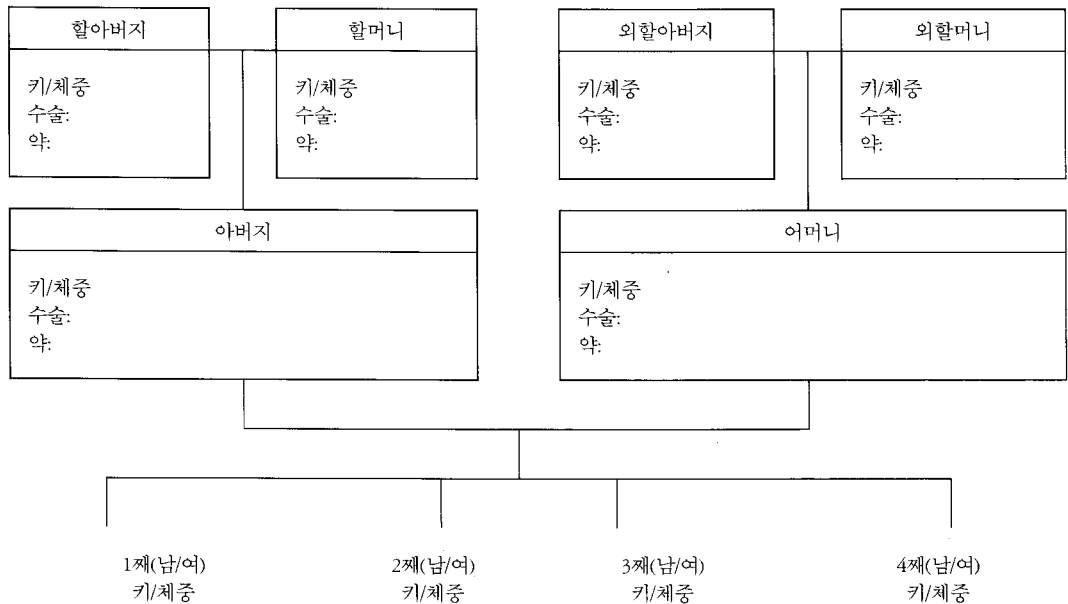 할아버지
할머니
외할아버지
외할머니
키/체중
수술:
약:
키/체중
수술:
약:
키/체중
수술:
약:
키/체중
수술:
약:
아버지
어머니
키/체중
수술:
약:
키/체중
수술:
약:
1째(남/여)
키/체중
2째(남/여)
키/체중
3째(남/여)
키/체중
4째(남/여)
키/체중